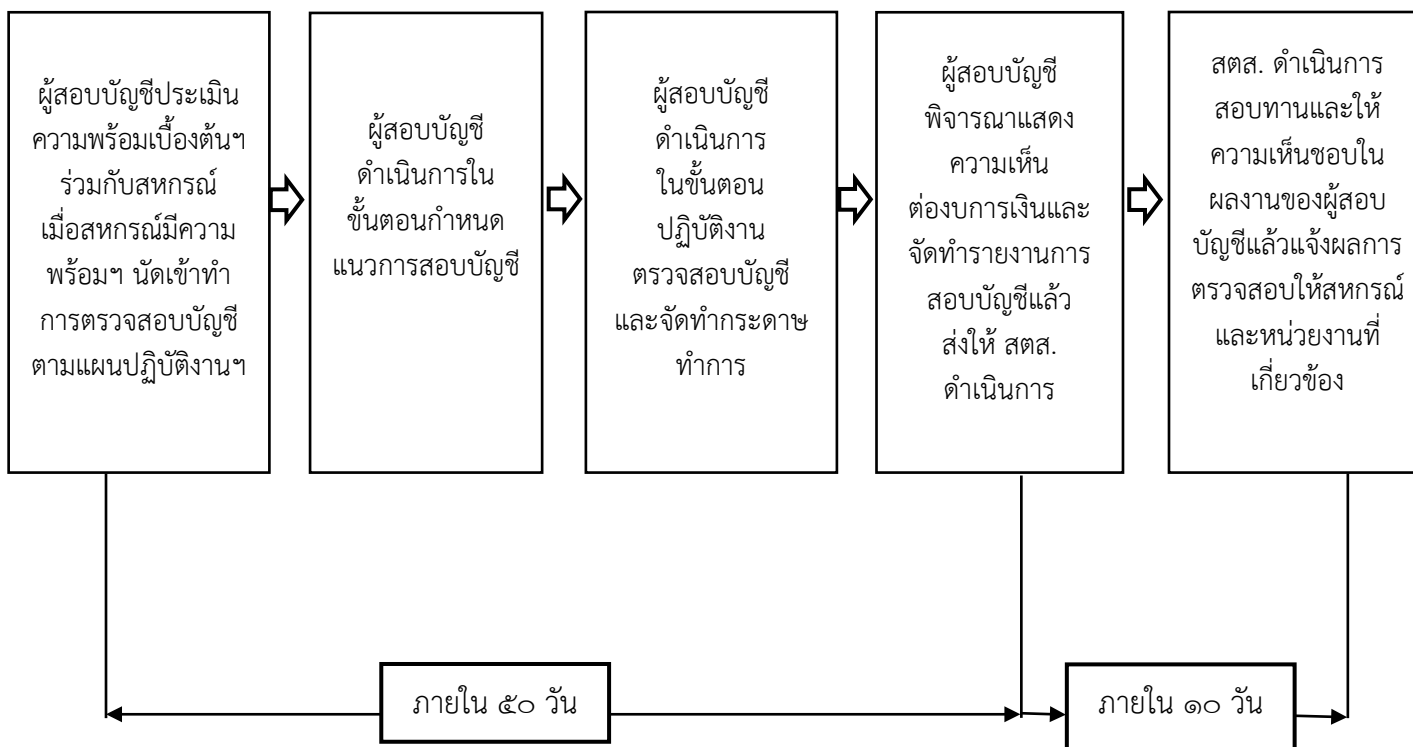 ผู้สอบบัญชีประเมิน
ความพร้อมเบื้องต้นฯ
ร่วมกับสหกรณ์
เมื่อสหกรณ์มีความ
พร้อมฯ นัดเข้าทำ
การตรวจสอบบัญชี
ตามแผนปฏิบัติงานฯ
ผู้สอบบัญชี
ดำเนินการใน
ขั้นตอนกำหนด
แนวการสอบบัญชี
ผู้สอบบัญชี
ดำเนินการ
ในขั้นตอน
ปฏิบัติงาน
ตรวจสอบบัญชี
และจัดทำกระดาษ
ทำการ
ผู้สอบบัญชี
พิจารณาแสดง
ความเห็น
ต่องบการเงินและ
จัดทำรายงานการ
สอบบัญชีแล้ว
ส่งให้ สตส.
ดำเนินการ
สตส. ดำเนินการ
สอบทานและให้
ความเห็นชอบใน
ผลงานของผู้สอบ
บัญชีแล้วแจ้งผลการ
ตรวจสอบให้สหกรณ์
และหน่วยงานที่
เกี่ยวข้อง
ภายใน ๕๐ วัน
ภายใน ๑๐ วัน